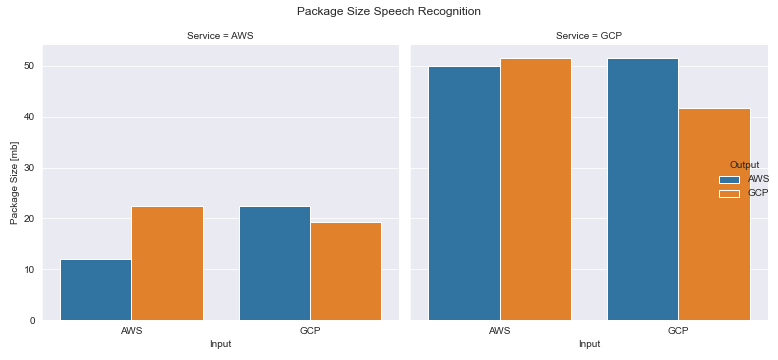 Package Size Speech Recognition
Service = AWS
Service = GCP
Package Size [mb]
50
40
30
20
10
0
AWS
GCP
Input
AWS
GCP
Input
Output
AWS
GCP